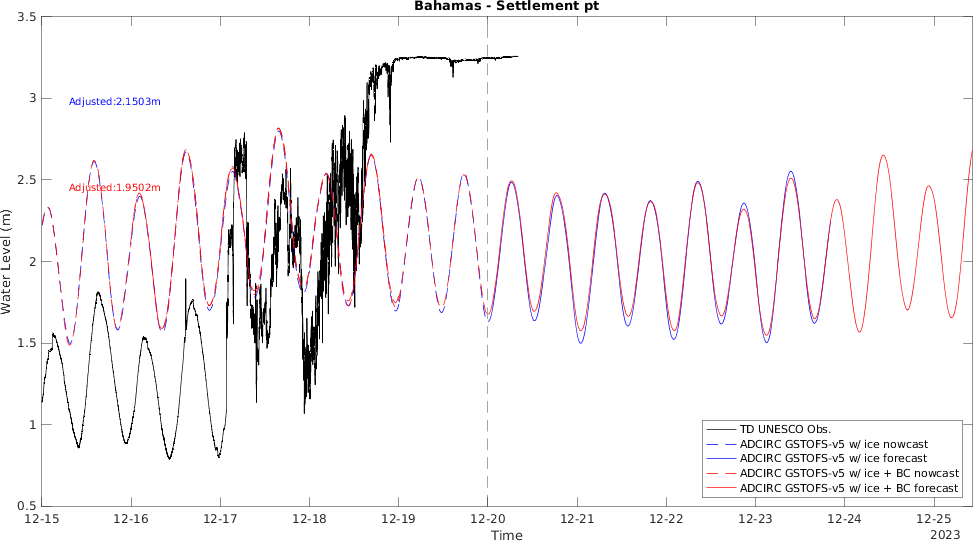 Bahamas - Settlement pt
3.5
3
2.5
2
1.5
1
0.5
Water Level (m)
Adjusted:2.1503m
Adjusted:1.9502m
TD UNESCO Obs.
ADCIRC GSTOFS-v5 w/ ice nowcast
ADCIRC GSTOFS-v5 w/ ice forecast
ADCIRC GSTOFS-v5 w/ ice + BC nowcast
ADCIRC GSTOFS-v5 w/ ice + BC forecast
12-15 12-16 12-17 12-18 12-19 12-20 12-21 12-22 12-23 12-24 12-25
Time
2023